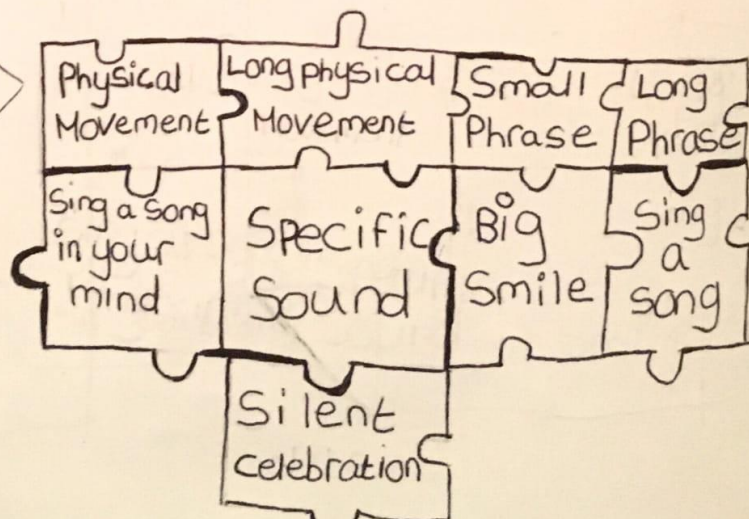 Physical
Movement
Long physical
Movement
Small
Phrase
Long
Phrase
Sing a song
in your
mind
Specific
Sound
Big
Smile
Sing
a
song
Silent
celebration